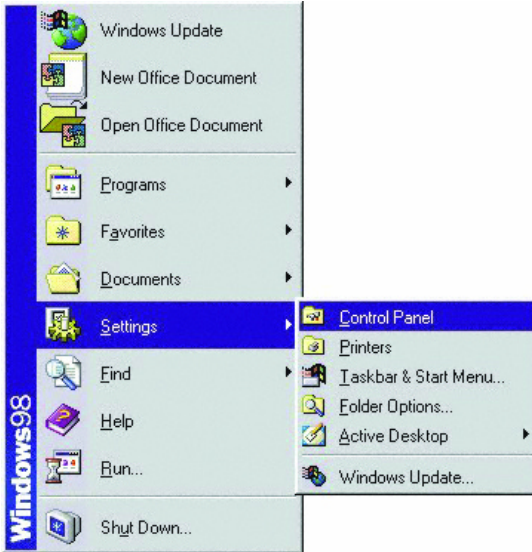 Windows Update
New Office Document
Open Office Document
Programs
Favorites
Documents
Settings
Find
Help
Run...
Shut Down...
Windows98
Control Panel
Printers
Taskbar & Start Menu...
Folder Options...
Active Desktop
Windows Update...